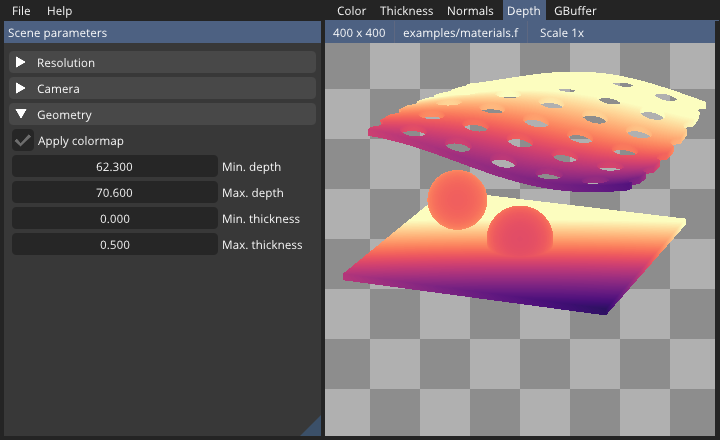 File Help
Color Thickness Normals Depth GBuffer
Scene parameters
400 x 400 examples/materials.f Scale 1x
Resolution
Camera
Geometry
Apply colormap
62.300 Min. depth
70.600 Max. depth
0.000 Min. thickness
0.500 Max. thickness